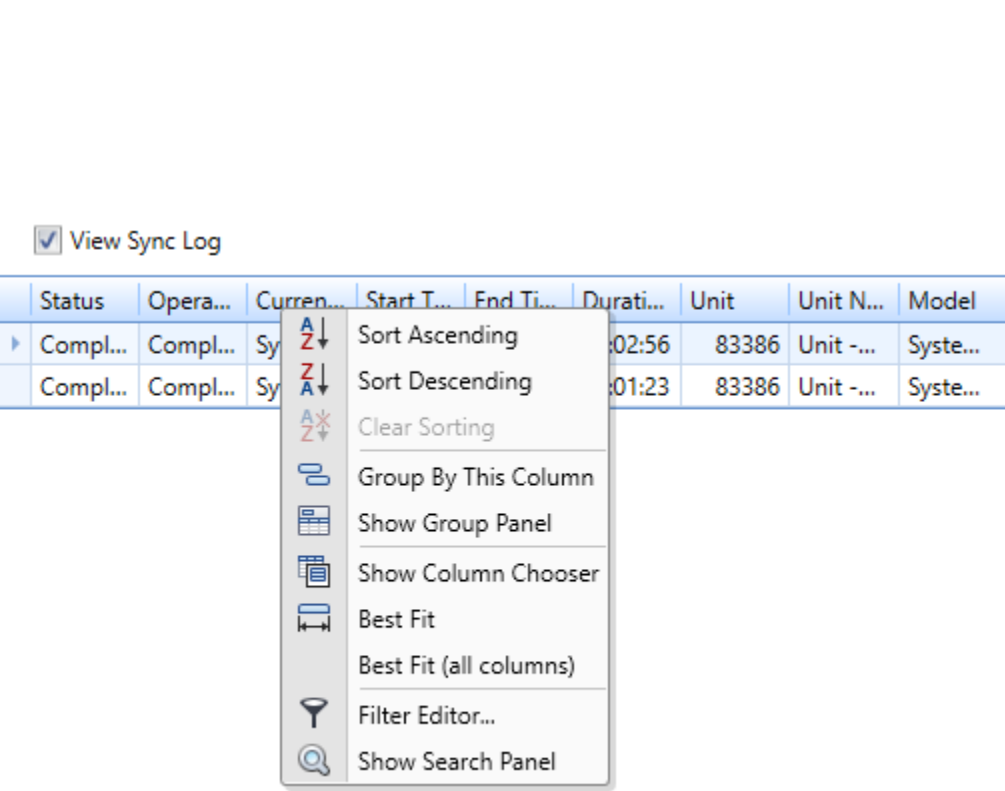 View Sync Log
Status Opera... Curren... Start T... End Ti... Durati... Unit Unit N... Model
Compl... Compl... Sy :02:56 83386 Unit -... Syste...
Compl... Compl... Sy :01:23 83386 Unit -... Syste...
Sort Ascending
Sort Descending
Clear Sorting
Group By This Column
Show Group Panel
Show Column Chooser
Best Fit
Best Fit (all columns)
Filter Editor...
Show Search Panel